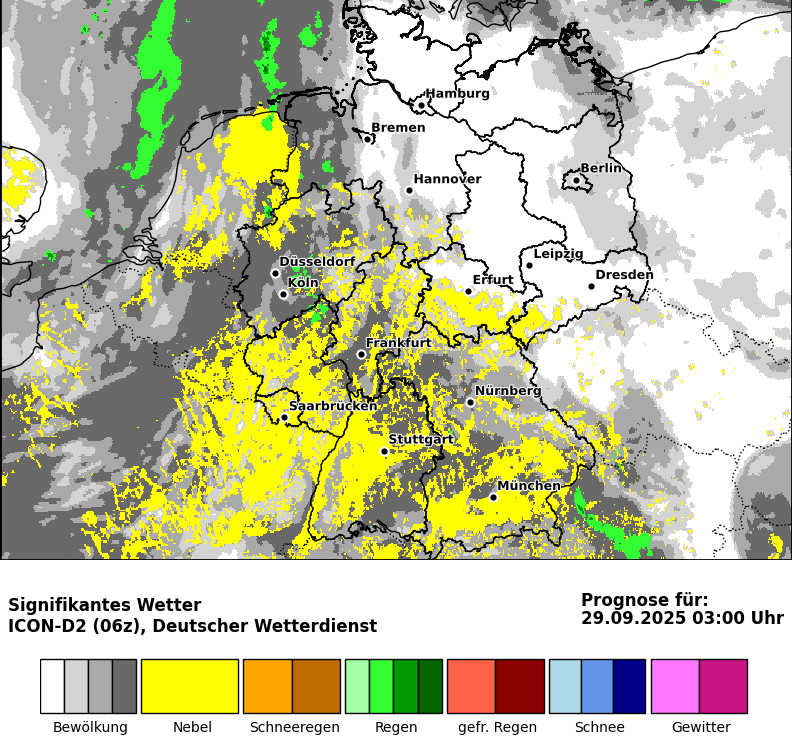 Hamburg
Bremen
Berlin
Hannover
Leipzig
Düsseldorf
Dresden
Köln
Erfurt
Frankfurt
Nürnberg
Saarbrücken
Stuttgart
München
Signifikantes Wetter
ICON-D2 (06z), Deutscher Wetterdienst
Prognose für:
29.09.2025 03:00 Uhr
Bewölkung
Nebel
Schneeregen
Regen
gefr. Regen
Schnee
Gewitter